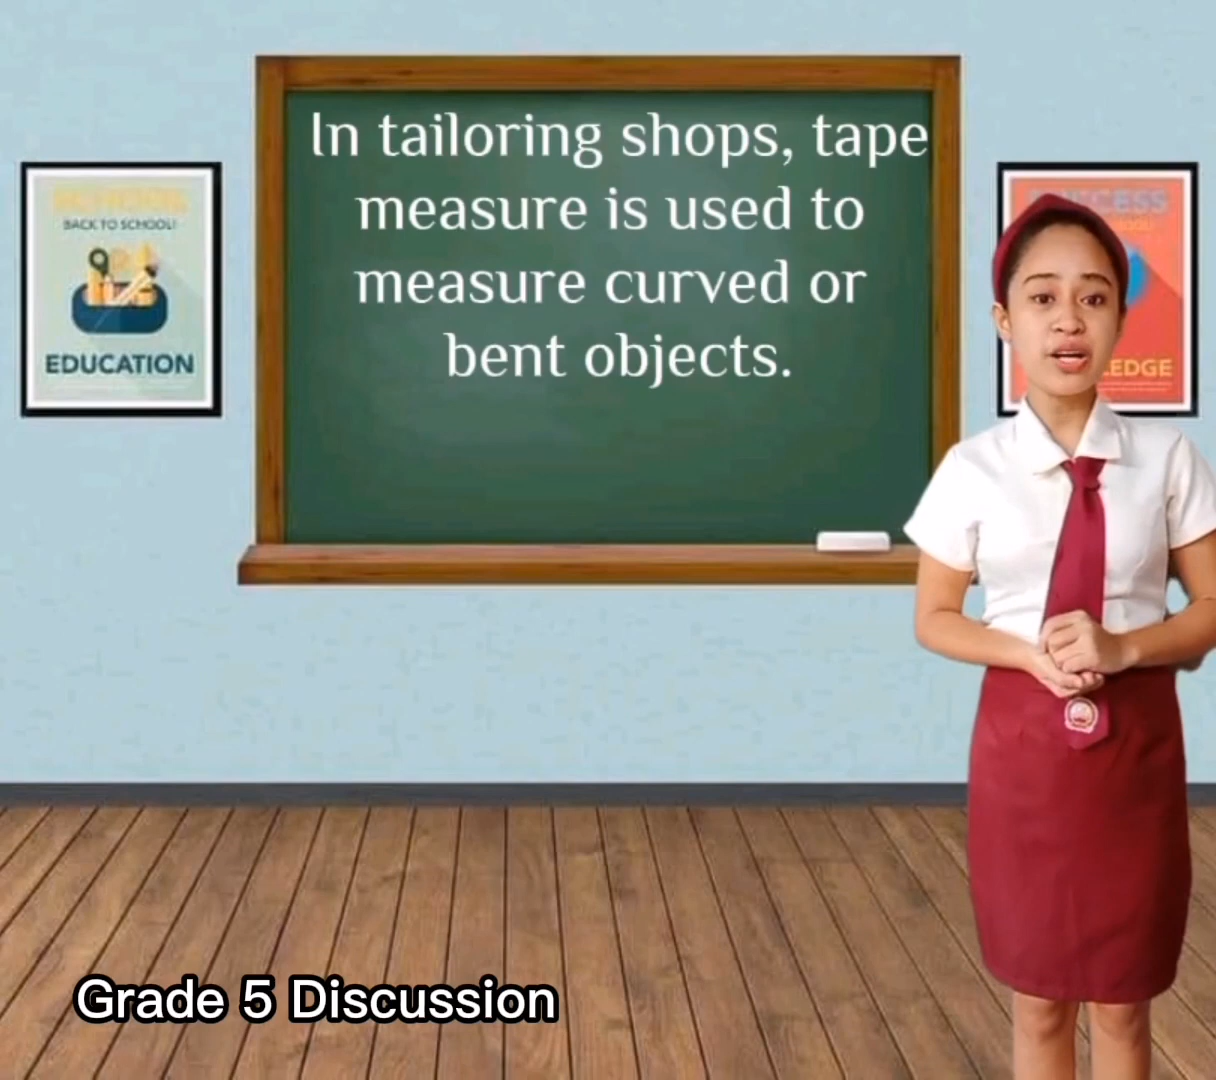 In tailoring shops, tape
measure is used to
measure curved or
bent objects.
BACK TO SCHOOL!
EDUCATION
Grade 5 Discussion